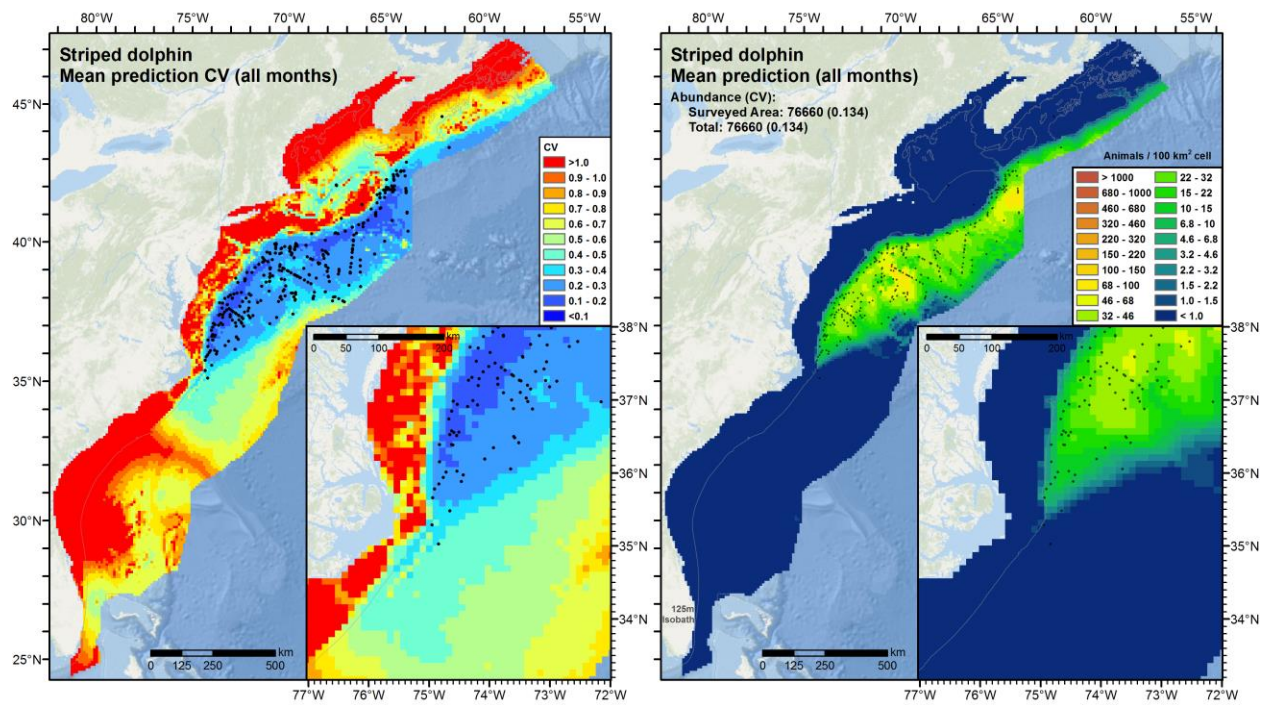 80°W 75°W 70°W 65°W 60°W 55°W
Striped dolphin
Mean prediction CV (all months)
45°N
40°N
35°N
30°N
25°N
CV
>1.0
0.9 - 1.0
0.8 - 0.9
0.7 - 0.8
0.6 - 0.7
0.5 - 0.6
0.4 - 0.5
0.3 - 0.4
0.2 - 0.3
0.1 - 0.2
<0.1
km
0 50 100 200
38°N
37°N
36°N
35°N
34°N
km
0 125 250 500
77°W 76°W 75°W 74°W 73°W 72°W
80°W 75°W 70°W 65°W 60°W 55°W
Striped dolphin
Mean prediction (all months)
Abundance (CV):
Surveyed Area: 76660 (0.134)
Total: 76660 (0.134)
Animals / 100 km² cell
> 1000
680 - 1000
460 - 680
320 - 460
220 - 320
150 - 220
100 - 150
68 - 100
46 - 68
32 - 46
22 - 32
15 - 22
10 - 15
6.8 - 10
4.6 - 6.8
3.2 - 4.6
2.2 - 3.2
1.5 - 2.2
1.0 - 1.5
< 1.0
km
0 50 100 200
38°N
37°N
36°N
35°N
34°N
125m
Isobath
km
0 125 250 500
77°W 76°W 75°W 74°W 73°W 72°W